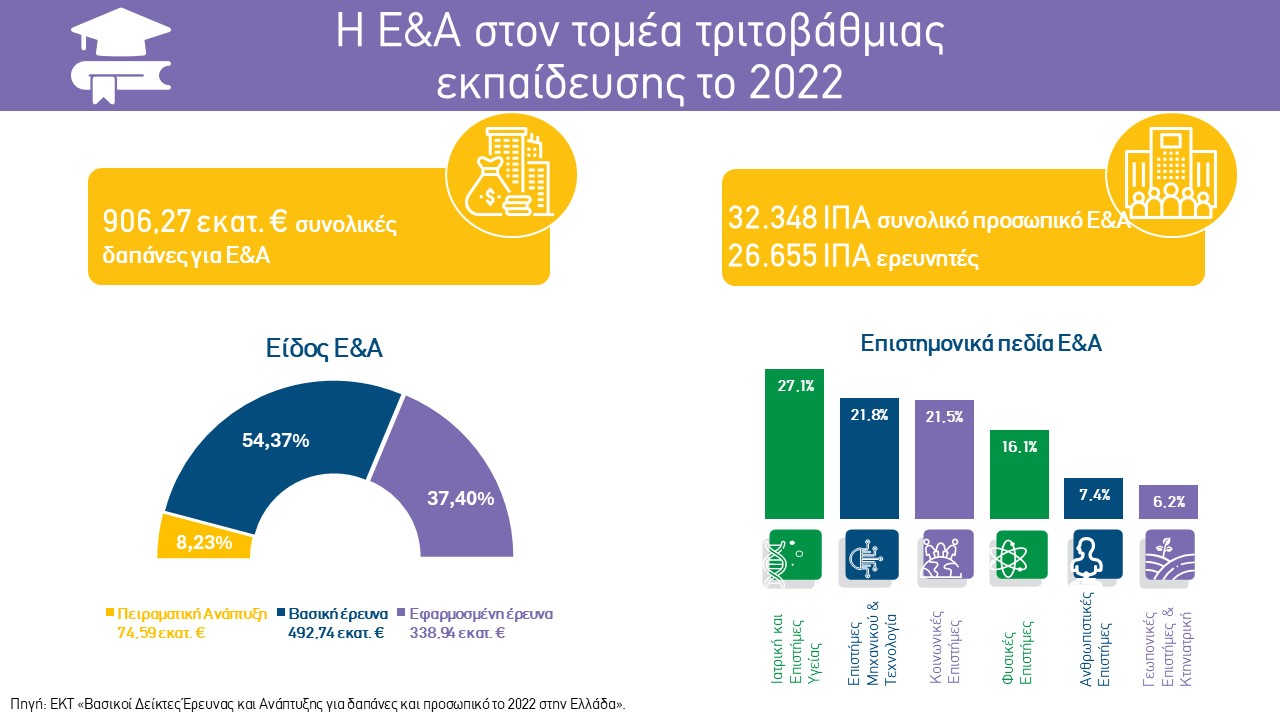 Η Ε&Α στον τομέα τριτοβάθμιας
εκπαίδευσης το 2022
906,27 εκατ. € συνολικές
δαπάνες για Ε&Α
32.348 ΙΠΑ συνολικό προσωπικό Ε&Α
26.655 ΙΠΑ ερευνητές
Είδος Ε&Α
54,37%
37,40%
8,23%
Πειραματική Ανάπτυξη
74,59 εκατ. €
Βασική έρευνα
492,74 εκατ. €
Εφαρμοσμένη έρευνα
338,94 εκατ. €
Επιστημονικά πεδία Ε&Α
27,1%
21,8%
21,5%
16,1%
7,4%
6,2%
Ιατρική και
Επιστήμες
Υγείας
Επιστήμες
Μηχανικού &
Τεχνολογία
Κοινωνικές
Επιστήμες
Φυσικές
Επιστήμες
Ανθρωπιστικές
Επιστήμες
Γεωπονικές
Επιστήμες &
Κτηνιατρική
Πηγή: ΕΚΤ «Βασικοί Δείκτες Έρευνας και Ανάπτυξης για δαπάνες και προσωπικό το 2022 στην Ελλάδα».